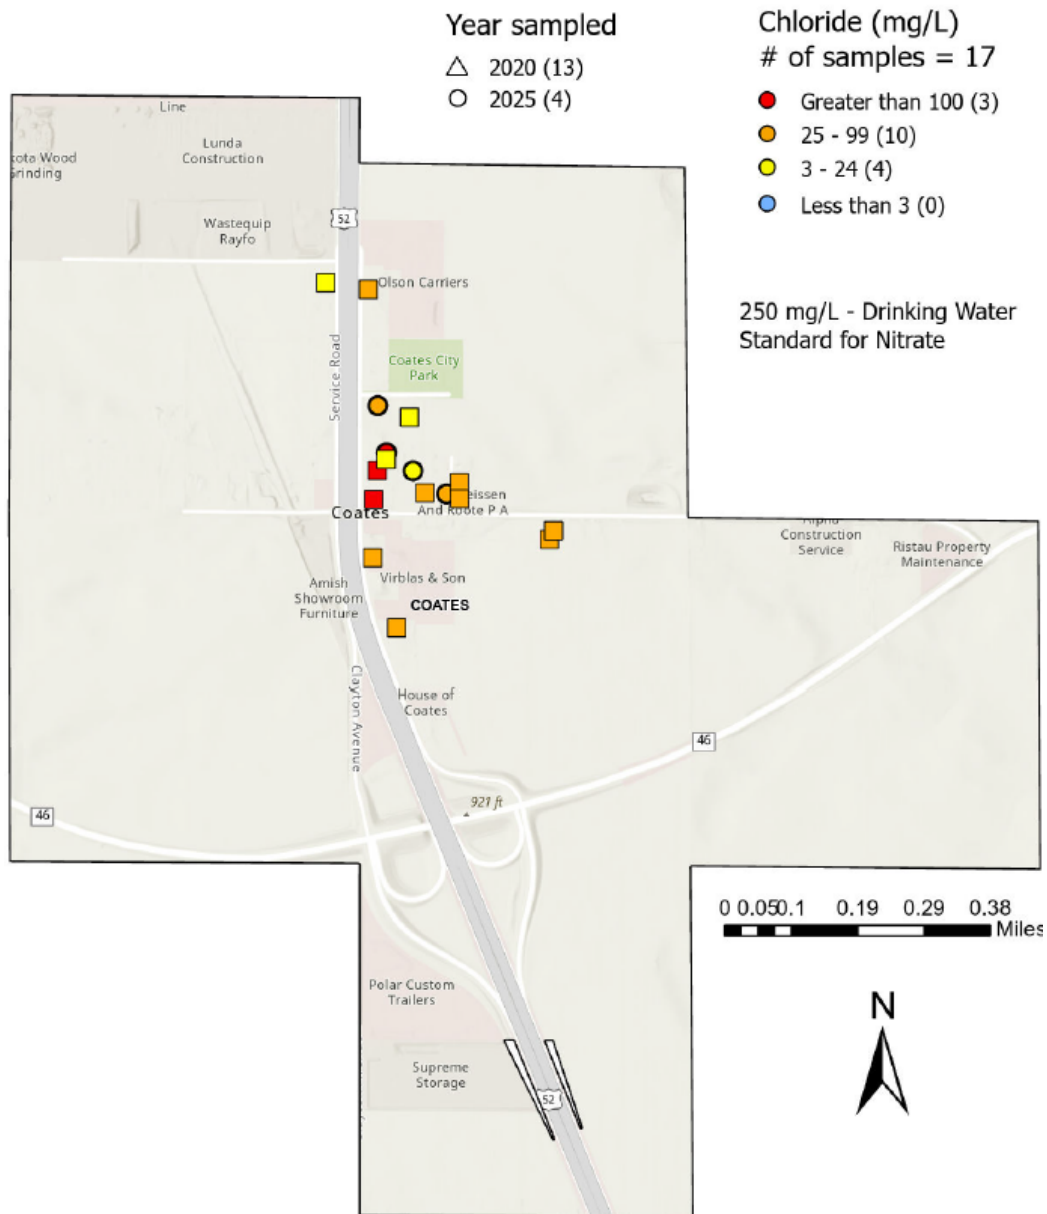 Year sampled
2020 (13)
2025 (4)
Chloride (mg/L)
# of samples = 17
Greater than 100 (3)
25 - 99 (10)
3 - 24 (4)
Less than 3 (0)
250 mg/L - Drinking Water
Standard for Nitrate
Line
Lunda
Construction
Wood
Grinding
Wastequip
Rayfo
52
Olson Carriers
Service Road
Coates City
Park
And Roote P A
Coates
Construction
Service
Ristau Property
Maintenance
Virblas & Son
Amish
Showroom
Furniture
COATES
Clayton Avenue
House of
Coates
46
921 ft
46
0 0.05 0.1 0.19 0.29 0.38
Miles
N
Polar Custom
Trailers
Supreme
Storage
52